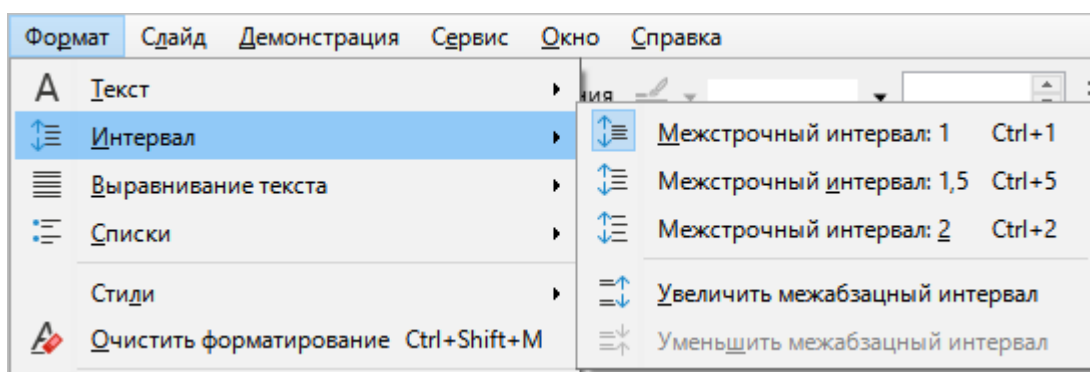 Формат Слайд Демонстрация Сервис Окно Справка
Текст
ния
Интервал
Межстрочный интервал: 1 Ctrl+1
Выравнивание текста
Межстрочный интервал: 1,5 Ctrl+5
Списки
Межстрочный интервал: 2 Ctrl+2
Стили
Увеличить межабзацный интервал
Очистить форматирование Ctrl+Shift+M
Уменьшить межабзацный интервал